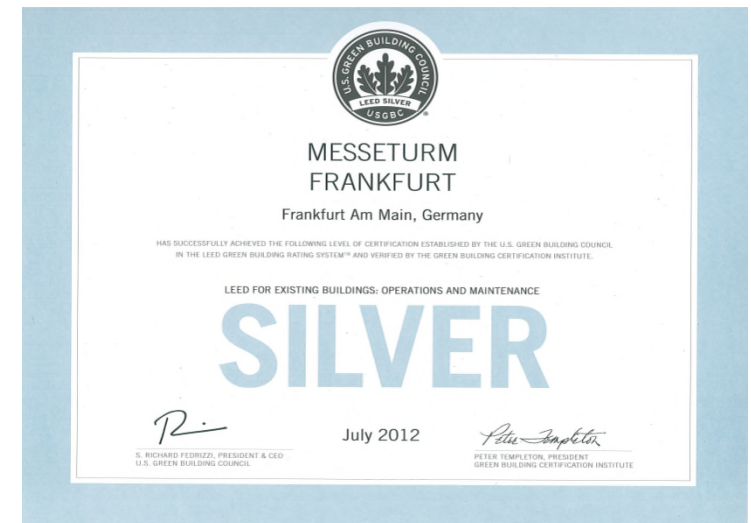 U.S. GREEN BUILDING COUNCIL
LEED SILVER
USGBC
®
MESSETURM
FRANKFURT
Frankfurt Am Main, Germany
HAS SUCCESSFULLY ACHIEVED THE FOLLOWING LEVEL OF CERTIFICATION ESTABLISHED BY THE U.S. GREEN BUILDING COUNCIL
IN THE LEED GREEN BUILDING RATING SYSTEM™ AND VERIFIED BY THE GREEN BUILDING CERTIFICATION INSTITUTE.
LEED FOR EXISTING BUILDINGS: OPERATIONS AND MAINTENANCE
SILVER
July 2012
Peter Templeton
S. RICHARD FEDRIZZI, PRESIDENT & CEO
U.S. GREEN BUILDING COUNCIL
PETER TEMPLETON, PRESIDENT
GREEN BUILDING CERTIFICATION INSTITUTE